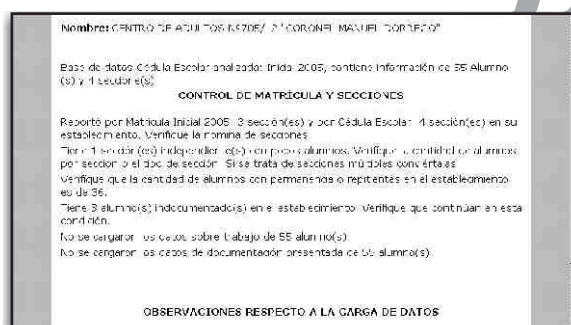 Nombre: CENTRO DE ADULTOS Nº705/ 2 "CORONEL MANUEL DORREGO"
Base de datos Cédula Escolar analizada: Inicial 2005, contiene información de 55 Alumno
(s) y 4 sección(es)
CONTROL DE MATRÍCULA Y SECCIONES
Reportó por Matrícula Inicial 2005 3 sección(es) y por Cédula Escolar 4 sección(es) en su
establecimiento. Verifique la nómina de secciones
Tiene 1 sección(es) independiente(s) con pocos alumnos. Verifique la cantidad de alumnos
por sección o el tipo de sección. Si se trata de secciones múltiples conviértalas
Verifique que la cantidad de alumnos con permanencia o repitentes en el establecimiento
es de 36.
Tiene alumno(s) indocumentado(s) en el establecimiento. Verifique que continúan en esta
condición.
No se cargaron los datos sobre trabajo de 55 alumno(s)
No se cargaron los datos de documentación presentada de 55 alumno(s)
OBSERVACIONES RESPECTO A LA CARGA DE DATOS